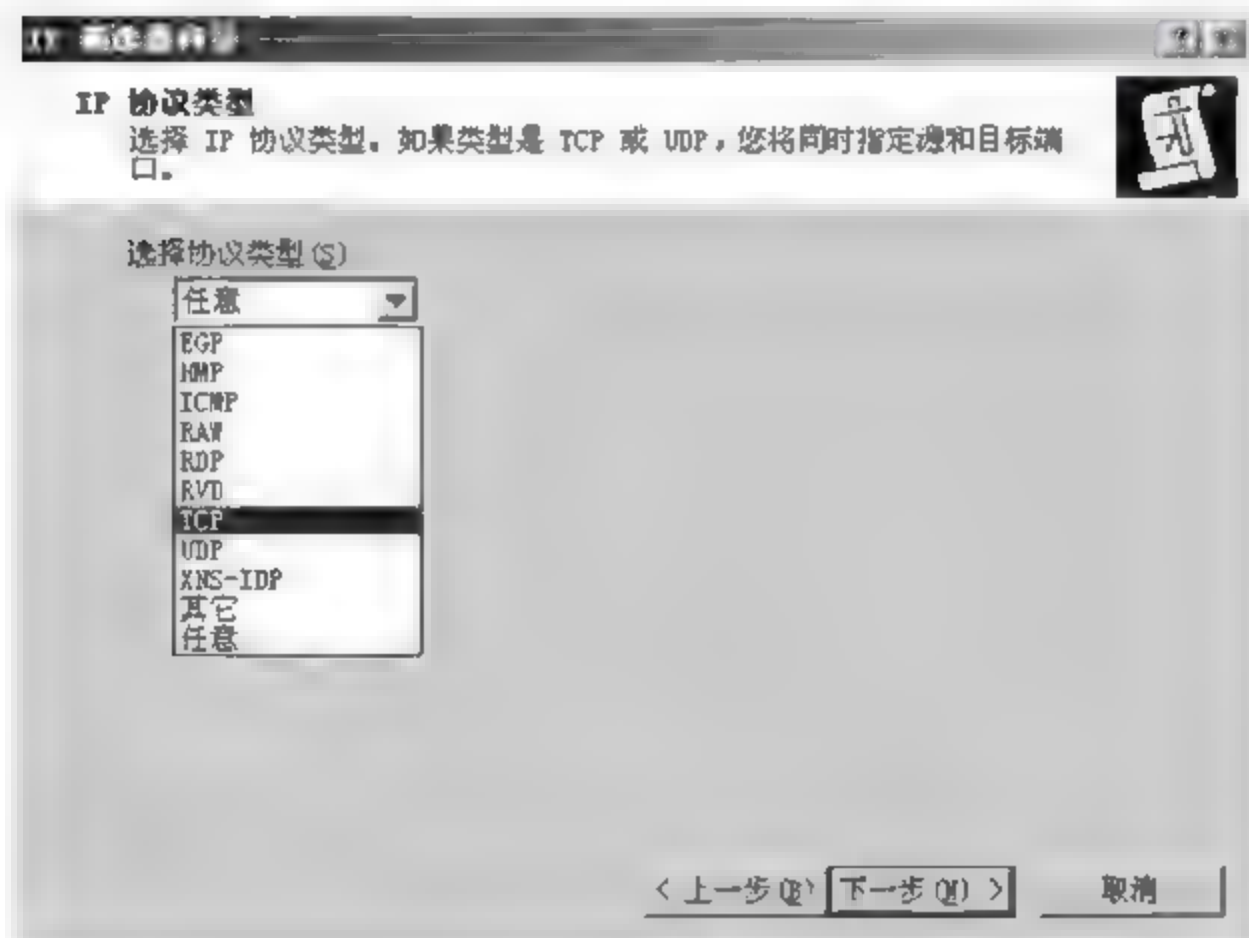 IP 协议类型
选择 IP 协议类型。如果类型是 TCP 或 UDP，您将同时指定源和目标端
口。
选择协议类型(S)
任意
EGP
HMP
ICMP
RAW
RDP
RVD
TCP
UDP
XNS-IDP
其它
任意
< 上一步(B) 下一步(N) > 取消